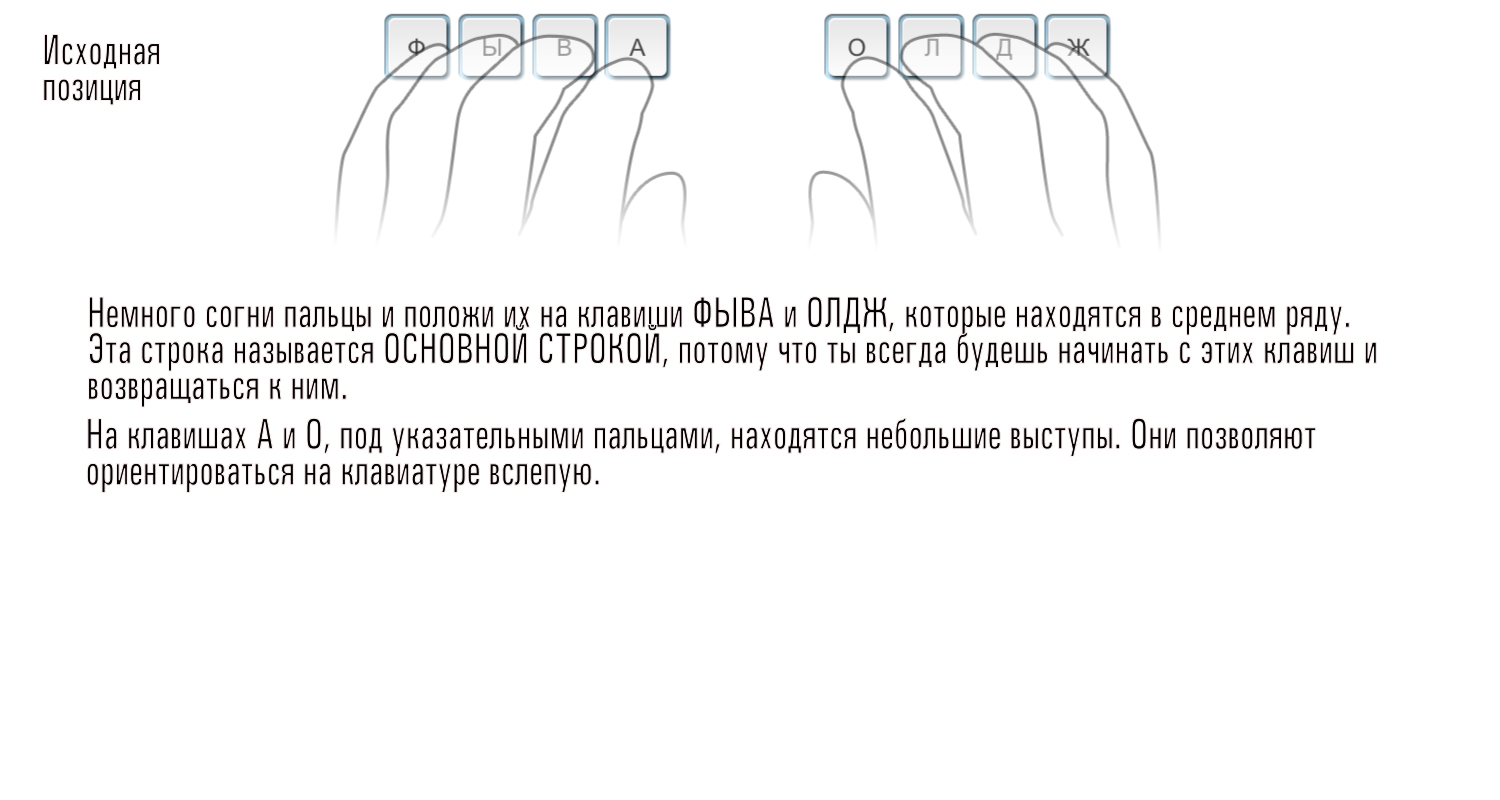 Исходная
позиция
Ф Ы В А О Л Д Ж
Немного согни пальцы и положи их на клавиши ФЫВА и ОЛДЖ, которые находятся в среднем ряду.
Эта строка называется ОСНОВНОЙ СТРОКОЙ, потому что ты всегда будешь начинать с этих клавиш и
возвращаться к ним.
На клавишах А и О, под указательными пальцами, находятся небольшие выступы. Они позволяют
ориентироваться на клавиатуре вслепую.